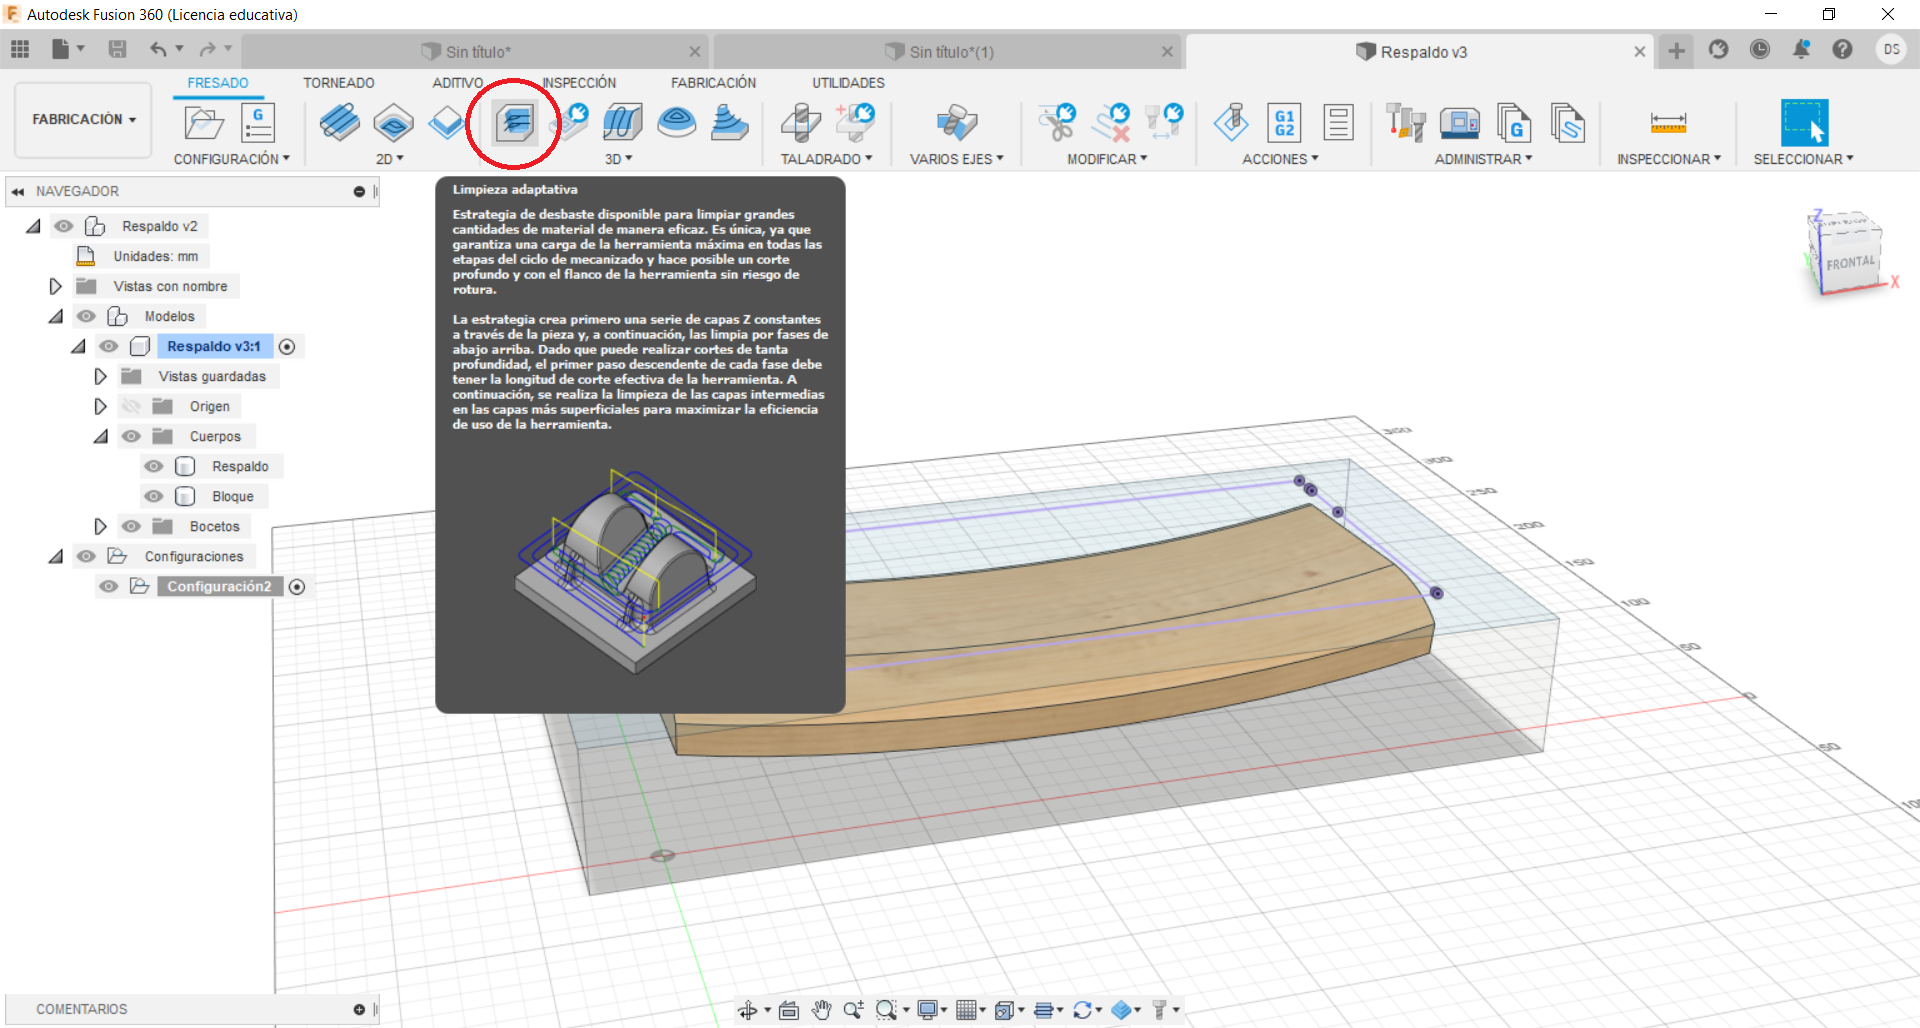 Autodesk Fusion 360 (Licencia educativa)
Sin título*
Sin título*(1)
Respaldo v3
DS
FRESADO
TORNEADO
ADITIVO
INSPECCIÓN
FABRICACIÓN
UTILIDADES
FABRICACIÓN
G
G1
G2
G
CONFIGURACIÓN
2D
3D
TALADRADO
VARIOS EJES
MODIFICAR
ACCIONES
ADMINISTRAR
INSPECCIONAR
SELECCIONAR
NAVEGADOR
Respaldo v2
Unidades: mm
Vistas con nombre
Modelos
Respaldo v3:1
Vistas guardadas
Origen
Cuerpos
Respaldo
Bloque
Bocetos
Configuraciones
Configuración2
Limpieza adaptativa
Estrategia de desbaste disponible para limpiar grandes
cantidades de material de manera eficaz. Es única, ya que
garantiza una carga de la herramienta máxima en todas las
etapas del ciclo de mecanizado y hace posible un corte
profundo y con el flanco de la herramienta sin riesgo de
rotura.
La estrategia crea primero una serie de capas Z constantes
a través de la pieza y, a continuación, las limpia por fases de
abajo arriba. Dado que puede realizar cortes de tanta
profundidad, el primer paso descendente de cada fase debe
tener la longitud de corte efectiva de la herramienta. A
continuación, se realiza la limpieza de las capas intermedias
en las capas más superficiales para maximizar la eficiencia
de uso de la herramienta.
Z
FRONTAL
X
300
250
200
150
100
50
0
50
COMENTARIOS